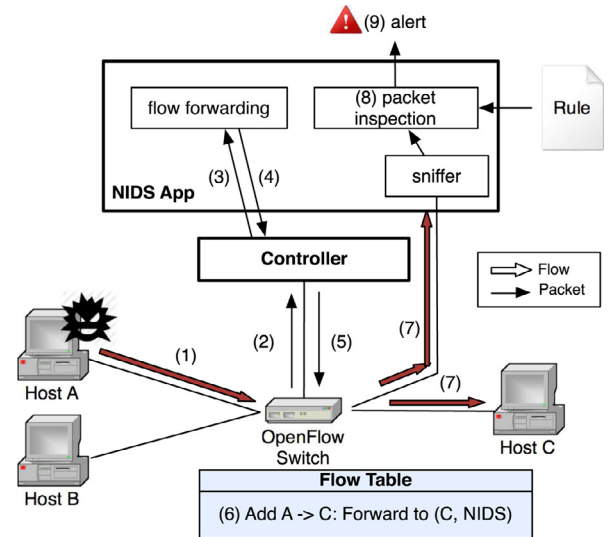 (9) alert
flow forwarding
(8) packet
inspection
Rule
(3)
(4)
sniffer
NIDS App
Controller
Flow
Packet
(1)
(2)
(5)
(7)
(7)
Host A
OpenFlow
Switch
Host C
Host B
Flow Table
(6) Add A -> C: Forward to (C, NIDS)